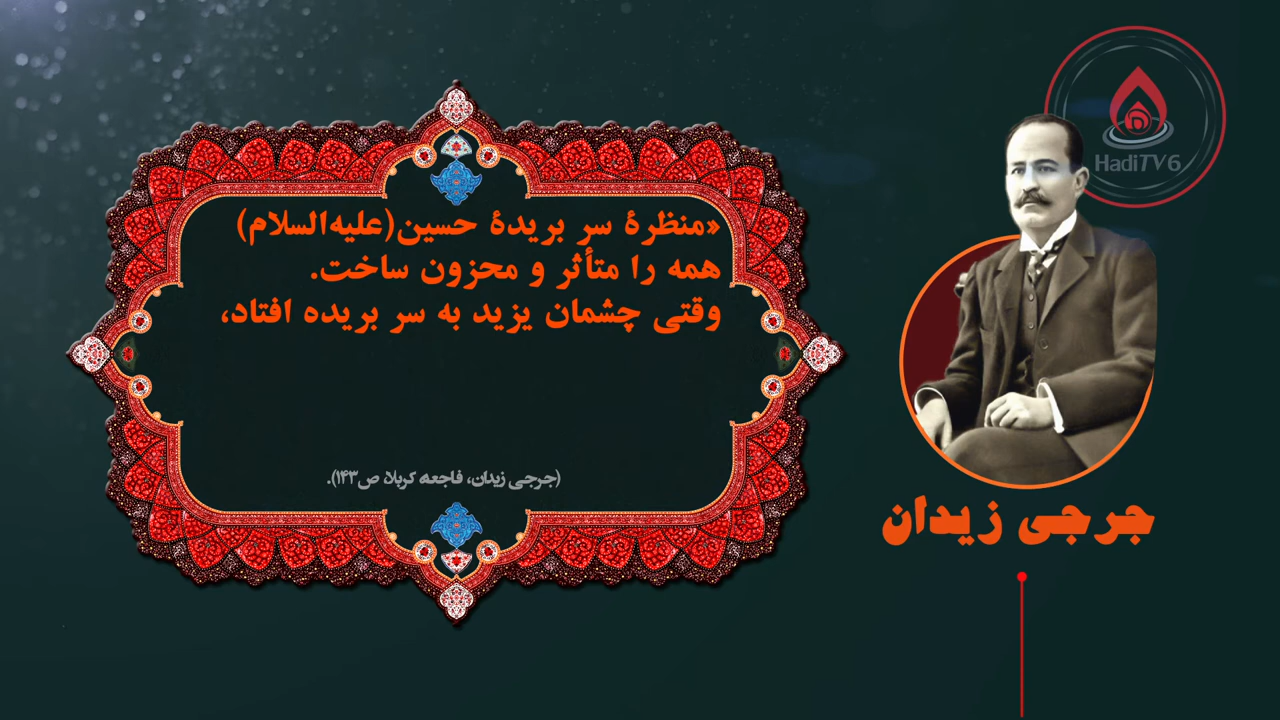 HadiTV6
«منظرهٔ سر بریدهٔ حسین(علیه‌السلام)
همه را متأثر و محزون ساخت.
وقتی چشمان یزید به سر بریده افتاد،
(جرجی زیدان، فاجعه کربلا، ص۱۴۳).
جرجی زیدان